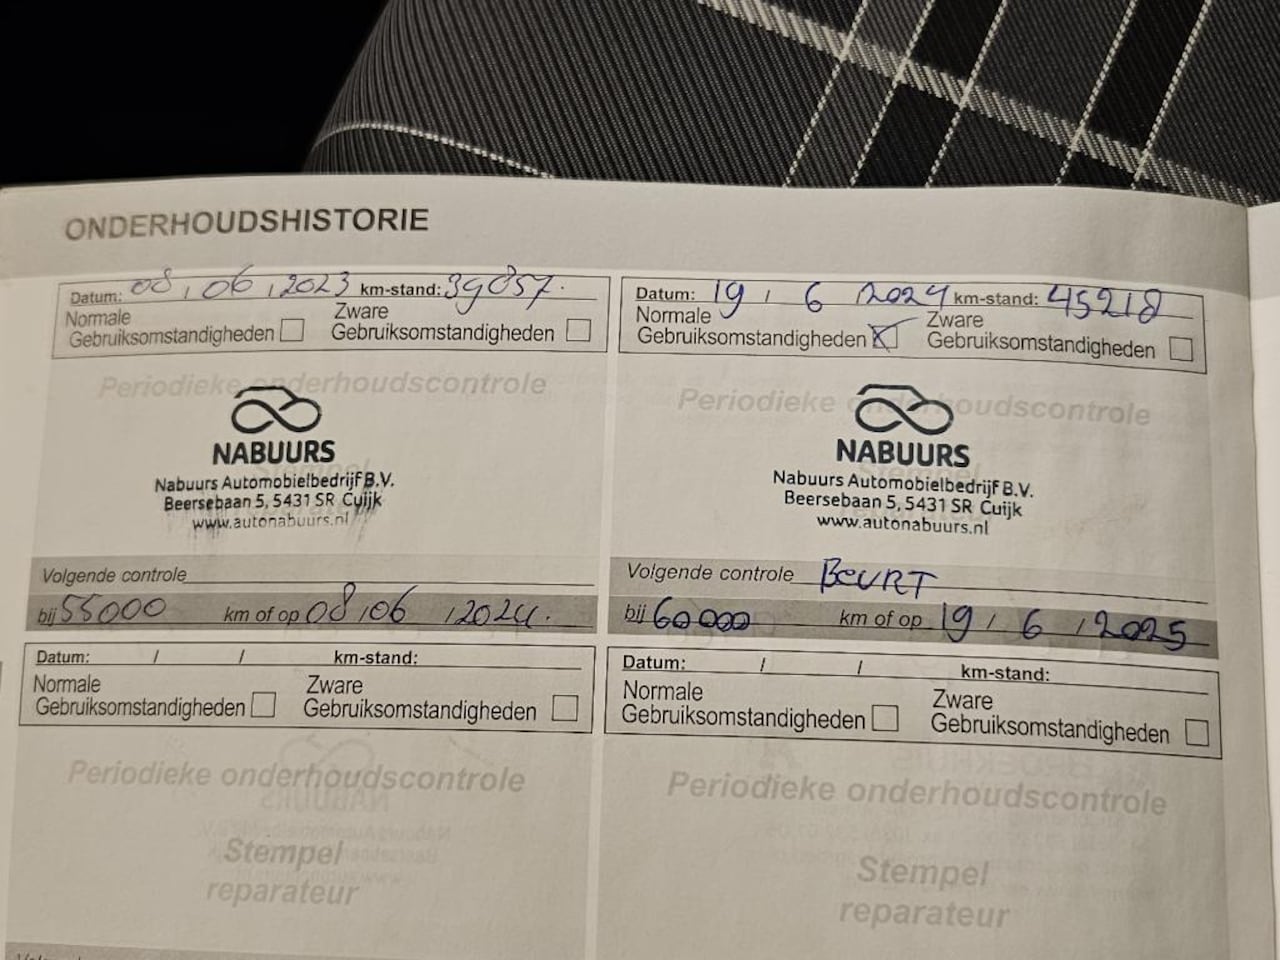 ONDERHOUDSHISTORIE
Datum: 08 / 06 / 2023 km-stand: 39857.
Normale Gebruiksomstandigheden
Zware Gebruiksomstandigheden
Periodieke onderhoudscontrole
NABUURS
Nabuurs Automobielbedrijf B.V.
Beersebaan 5, 5431 SR Cuijk
www.autonabuurs.nl
Volgende controle
bij 55000 km of op 08 / 06 / 2024.
Datum: 19 / 6 / 2024 km-stand: 45218
Normale Gebruiksomstandigheden
Zware Gebruiksomstandigheden
Periodieke onderhoudscontrole
NABUURS
Nabuurs Automobielbedrijf B.V.
Beersebaan 5, 5431 SR Cuijk
www.autonabuurs.nl
Volgende controle BEURT
bij 60000 km of op 19 / 6 / 2025
Datum: / / km-stand:
Normale Gebruiksomstandigheden
Zware Gebruiksomstandigheden
Periodieke onderhoudscontrole
Stempel
reparateur
Datum: / / km-stand:
Normale Gebruiksomstandigheden
Zware Gebruiksomstandigheden
Periodieke onderhoudscontrole
Stempel
reparateur